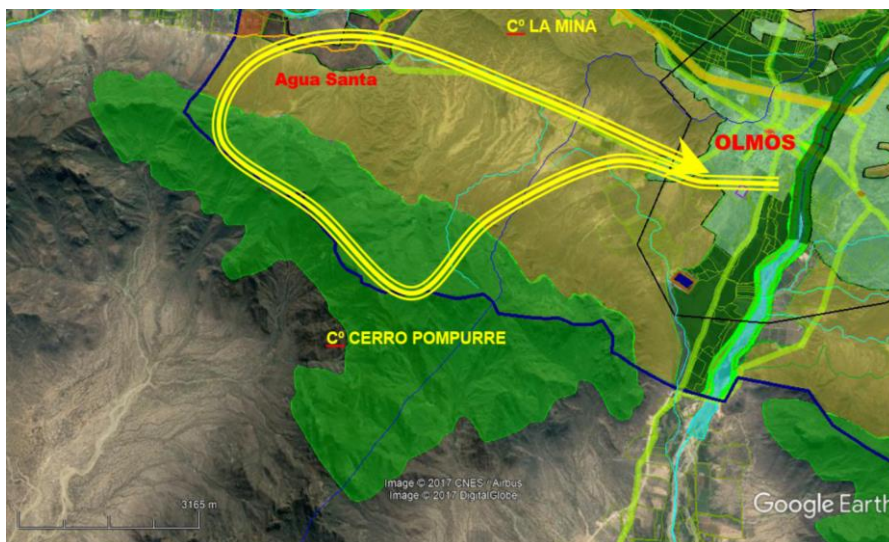 Cº LA MINA
Agua Santa
OLMOS
Cº CERRO POMPURRE
Image © 2017 CNES / Airbus
Image © 2017 DigitalGlobe
3165 m
Google Earth